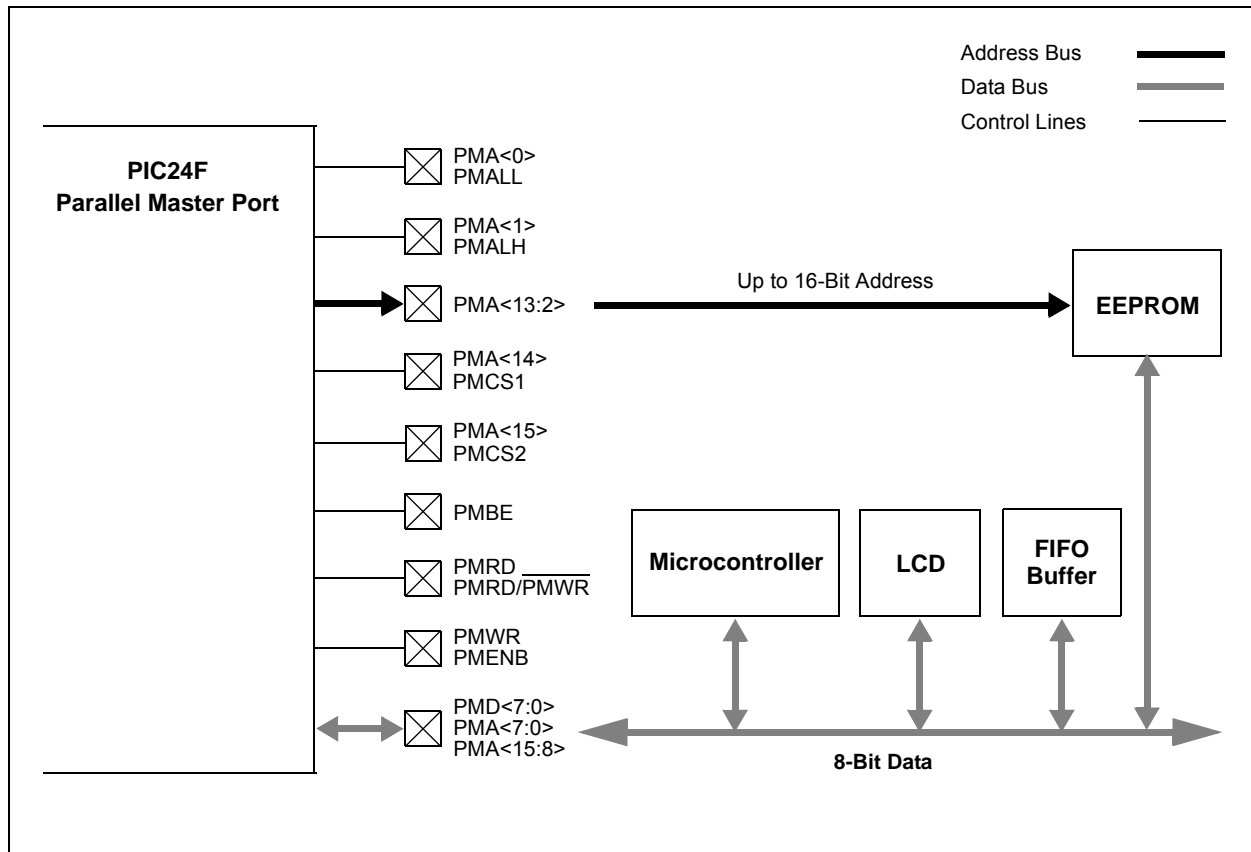 Address Bus
Data Bus
Control Lines
PIC24F
Parallel Master Port
PMA<0>
PMALL
PMA<1>
PMALH
PMA<13:2>
Up to 16-Bit Address
EEPROM
PMA<14>
PMCS1
PMA<15>
PMCS2
PMBE
Microcontroller
LCD
FIFO
Buffer
PMRD
PMRD/PMWR
PMWR
PMENB
PMD<7:0>
PMA<7:0>
PMA<15:8>
8-Bit Data